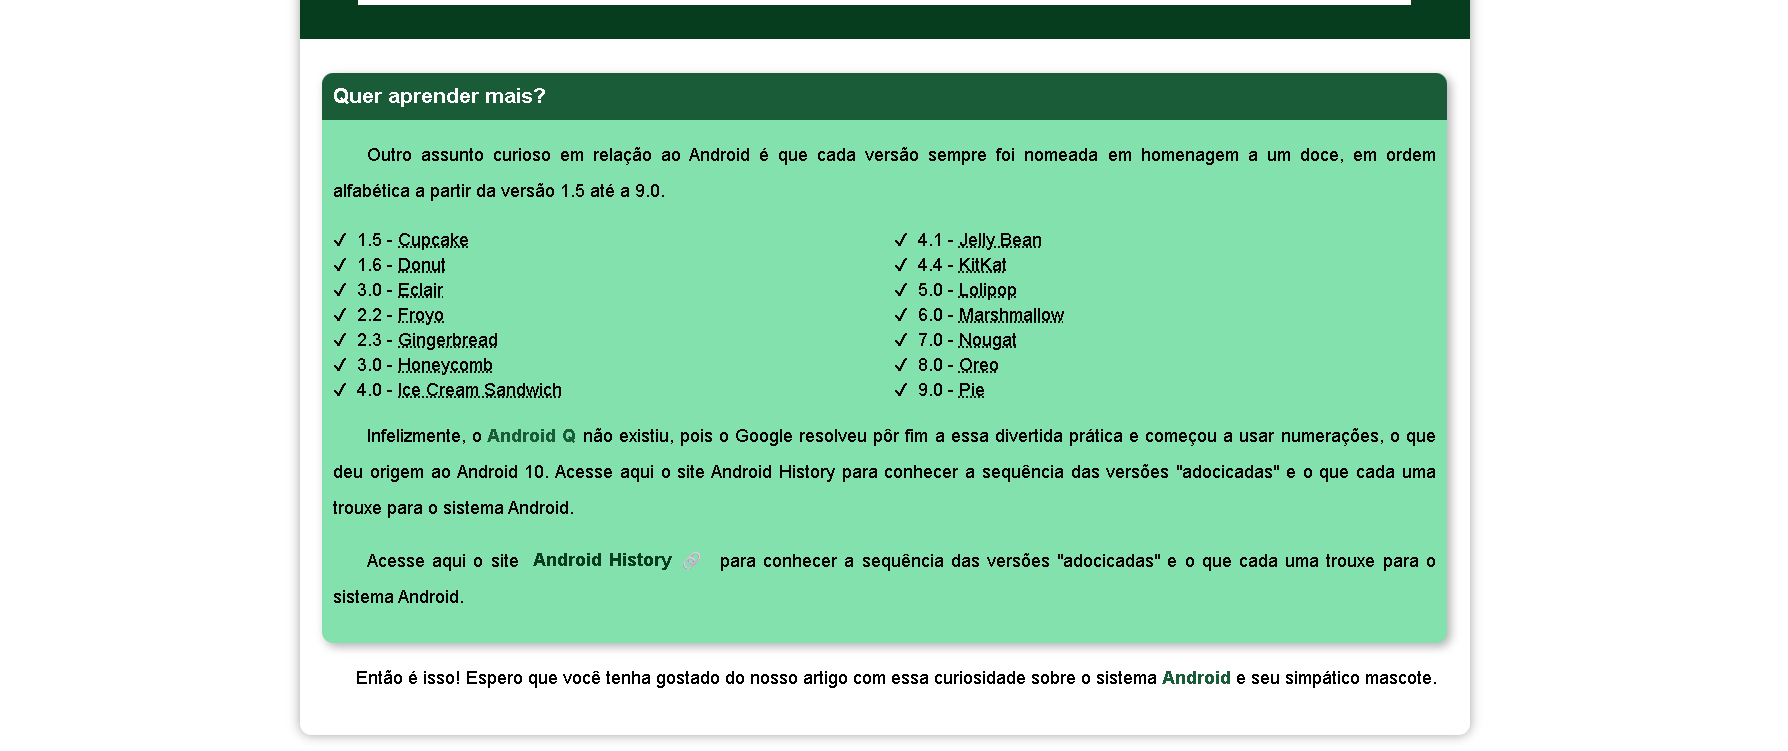 Quer aprender mais?
Outro assunto curioso em relação ao Android é que cada versão sempre foi nomeada em homenagem a um doce, em ordem
alfabética a partir da versão 1.5 até a 9.0.
✓ 1.5 - Cupcake
✓ 1.6 - Donut
✓ 3.0 - Eclair
✓ 2.2 - Froyo
✓ 2.3 - Gingerbread
✓ 3.0 - Honeycomb
✓ 4.0 - Ice Cream Sandwich
✓ 4.1 - Jelly Bean
✓ 4.4 - KitKat
✓ 5.0 - Lolipop
✓ 6.0 - Marshmallow
✓ 7.0 - Nougat
✓ 8.0 - Oreo
✓ 9.0 - Pie
Infelizmente, o Android Q não existiu, pois o Google resolveu pôr fim a essa divertida prática e começou a usar numerações, o que
deu origem ao Android 10. Acesse aqui o site Android History para conhecer a sequência das versões "adocicadas" e o que cada uma
trouxe para o sistema Android.
Acesse aqui o site Android History 🔗 para conhecer a sequência das versões "adocicadas" e o que cada uma trouxe para o
sistema Android.
Então é isso! Espero que você tenha gostado do nosso artigo com essa curiosidade sobre o sistema Android e seu simpático mascote.